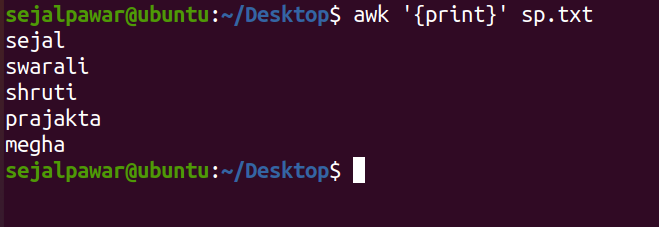 sejalpawar@ubuntu:~/Desktop$ awk '{print}' sp.txt
sejal
swarali
shruti
prajakta
megha
sejalpawar@ubuntu:~/Desktop$